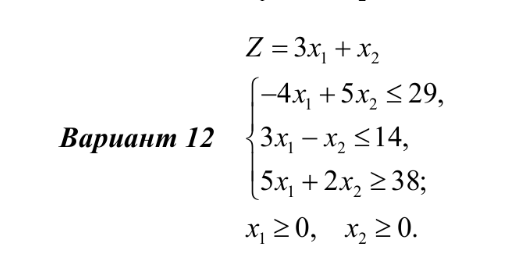 Z = 3x₁ + x₂
−4x₁ + 5x₂ ≤ 29,
Вариант 12 3x₁ − x₂ ≤ 14,
5x₁ + 2x₂ ≥ 38;
x₁ ≥ 0, x₂ ≥ 0.